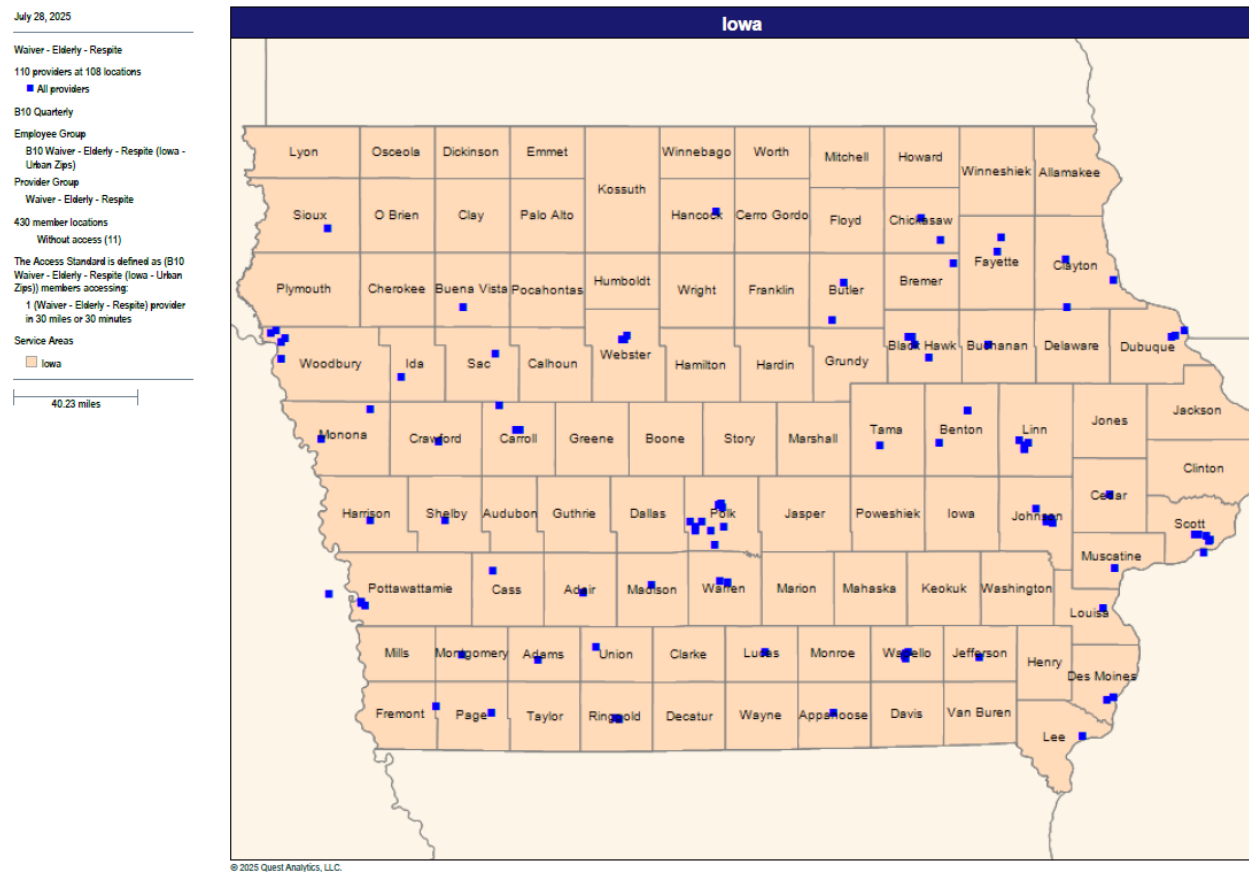 July 28, 2025
Waiver - Elderly - Respite
110 providers at 108 locations
All providers
B10 Quarterly
Employee Group
B10 Waiver - Elderly - Respite (Iowa -
Urban Zips)
Provider Group
Waiver - Elderly - Respite
430 member locations
Without access (11)
The Access Standard is defined as (B10
Waiver - Elderly - Respite (Iowa - Urban
Zips)) members accessing:
1 (Waiver - Elderly - Respite) provider
in 30 miles or 30 minutes
Service Areas
Iowa
40.23 miles
Iowa
Lyon Osceola Dickinson Emmet Winnebago Worth Mitchell Howard
Winneshiek Allamakee
Kossuth
Sioux O Brien Clay Palo Alto Hancock Cerro Gordo Floyd Chickasaw
Fayette Clayton
Plymouth Cherokee Buena Vista Pocahontas Humboldt Wright Franklin Butler Bremer
Woodbury Ida Sac Calhoun Webster Hamilton Hardin Grundy Black Hawk Buchanan Delaware Dubuque
Jackson
Monona Crawford Carroll Greene Boone Story Marshall Tama Benton Linn Jones
Clinton
Harrison Shelby Audubon Guthrie Dallas Polk Jasper Poweshiek Iowa Johnson Cedar
Scott
Muscatine
Pottawattamie Cass Adair Madison Warren Marion Mahaska Keokuk Washington
Louisa
Mills Montgomery Adams Union Clarke Lucas Monroe Wapello Jefferson Henry
Des Moines
Fremont Page Taylor Ringgold Decatur Wayne Appanoose Davis Van Buren
Lee
© 2025 Quest Analytics, LLC.